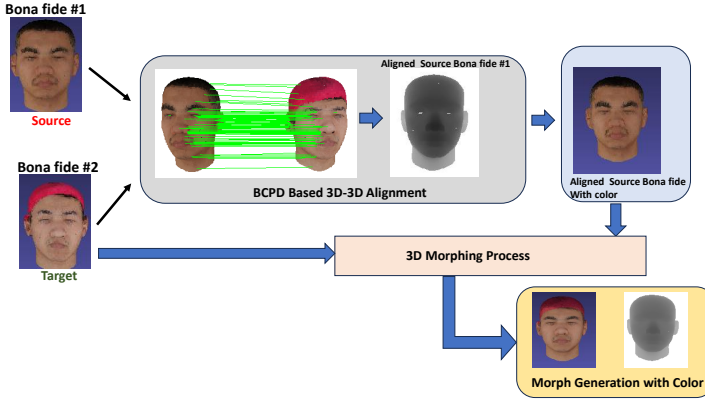 Bona fide #1
Source
Bona fide #2
Target
Aligned Source Bona fide #1
BCPD Based 3D-3D Alignment
Aligned Source Bona fide
With color
3D Morphing Process
Morph Generation with Color